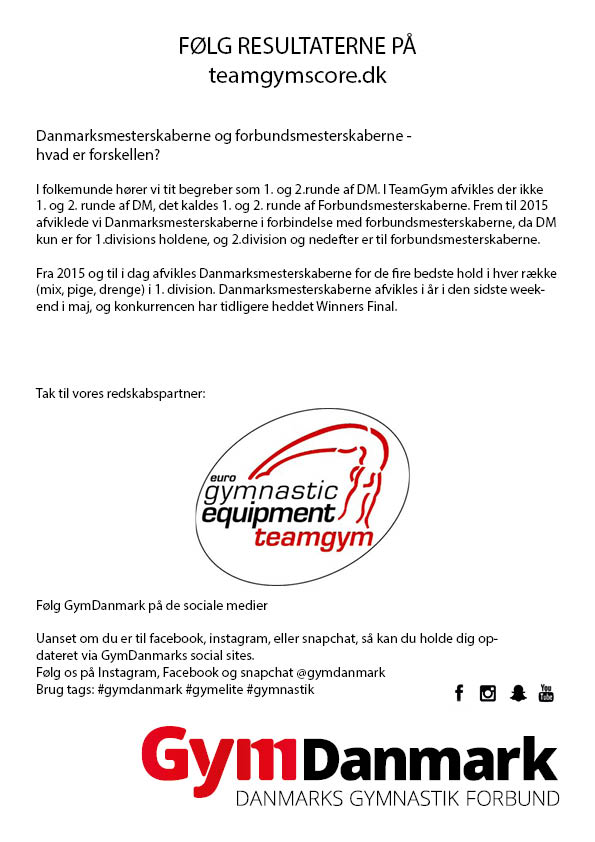 FØLG RESULTATERNE PÅ
teamgymscore.dk
Danmarksmesterskaberne og forbundsmesterskaberne -
hvad er forskellen?
I folkemunde hører vi tit begreber som 1. og 2.runde af DM. I TeamGym afvikles der ikke
1. og 2. runde af DM, det kaldes 1. og 2. runde af Forbundsmesterskaberne. Frem til 2015
afviklede vi Danmarksmesterskaberne i forbindelse med forbundsmesterskaberne, da DM
kun er for 1.divisions holdene, og 2.division og nedefter er til forbundsmesterskaberne.
Fra 2015 og til i dag afvikles Danmarksmesterskaberne for de fire bedste hold i hver række
(mix, pige, drenge) i 1. division. Danmarksmesterskaberne afvikles i år i den sidste week-
end i maj, og konkurrencen har tidligere heddet Winners Final.
Tak til vores redskabspartner:
euro
gymnastic
equipment
teamgym
Følg GymDanmark på de sociale medier
Uanset om du er til facebook, instagram, eller snapchat, så kan du holde dig op-
dateret via GymDanmarks social sites.
Følg os på Instagram, Facebook og snapchat @gymdanmark
Brug tags: #gymdanmark #gymelite #gymnastik
f
You
Tube
GymDanmark
DANMARKS GYMNASTIK FORBUND